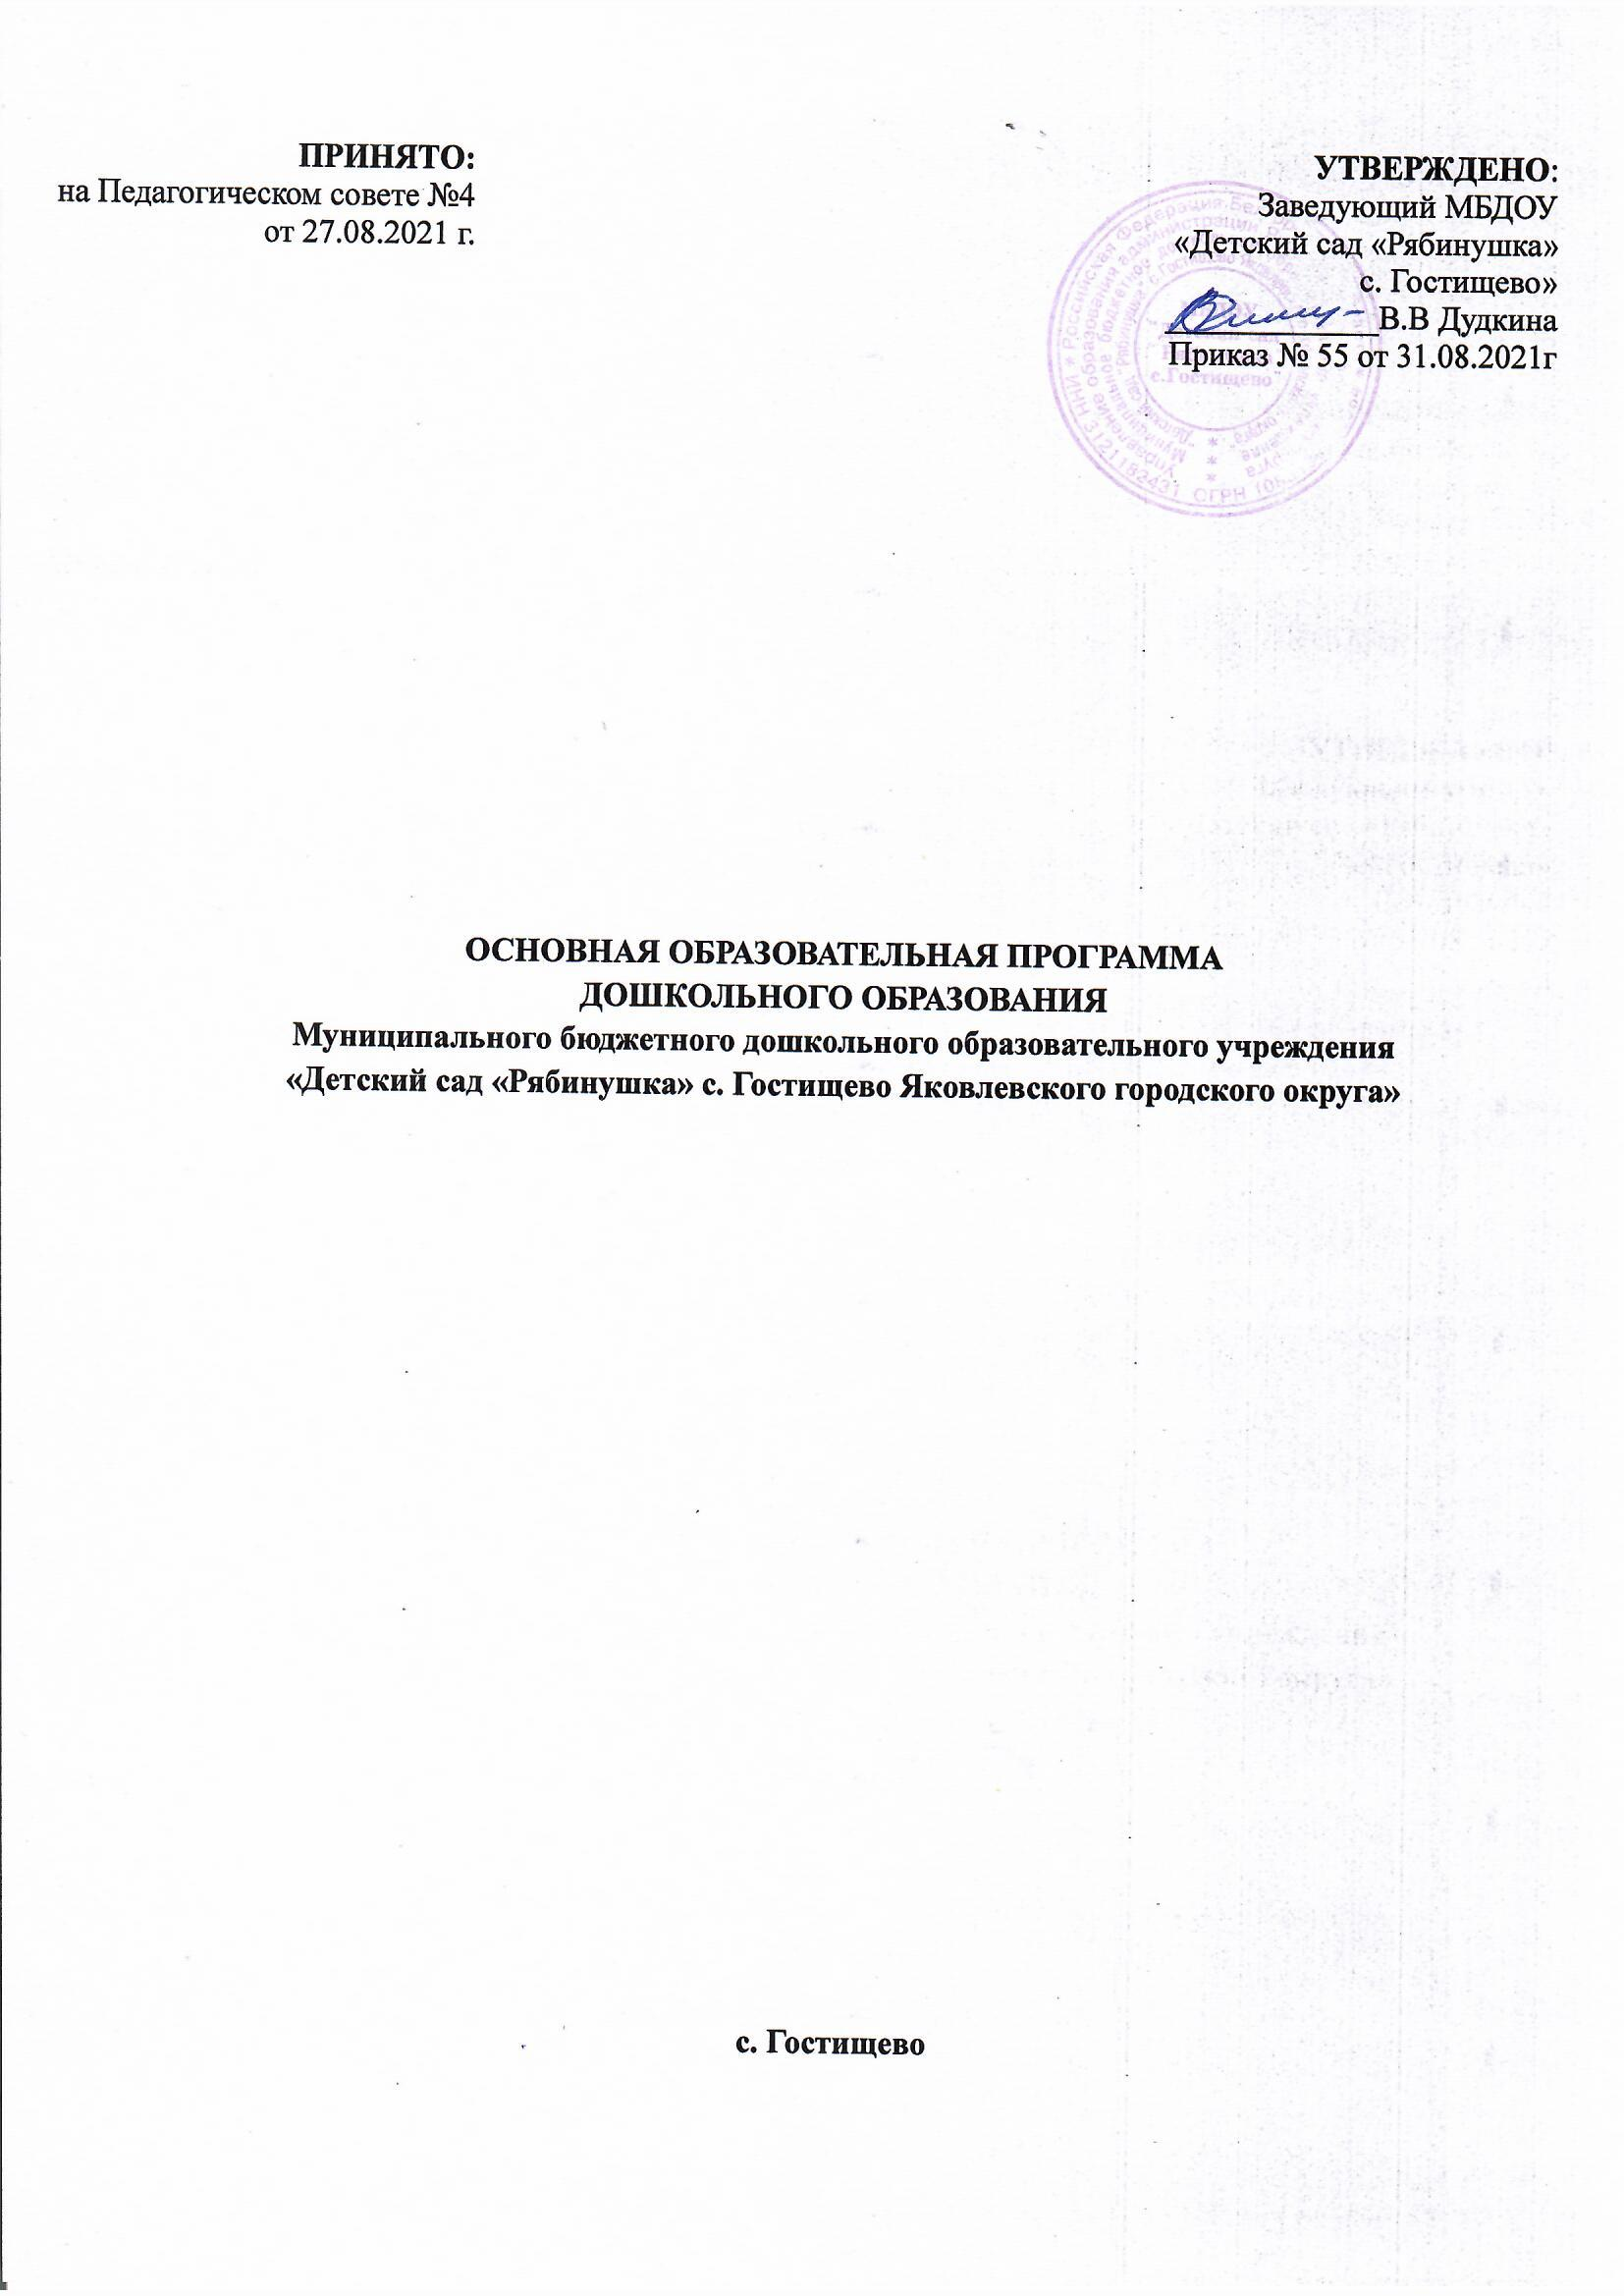 ПРИНЯТО:
на Педагогическом совете №4
от 27.08.2021 г.
УТВЕРЖДЕНО:
Заведующий МБДОУ
«Детский сад «Рябинушка»
с. Гостищево»
В.В Дудкина
Приказ № 55 от 31.08.2021г
с.Гостищево"
ОГРН
ОСНОВНАЯ ОБРАЗОВАТЕЛЬНАЯ ПРОГРАММА
ДОШКОЛЬНОГО ОБРАЗОВАНИЯ
Муниципального бюджетного дошкольного образовательного учреждения
«Детский сад «Рябинушка» с. Гостищево Яковлевского городского округа»
с. Гостищево